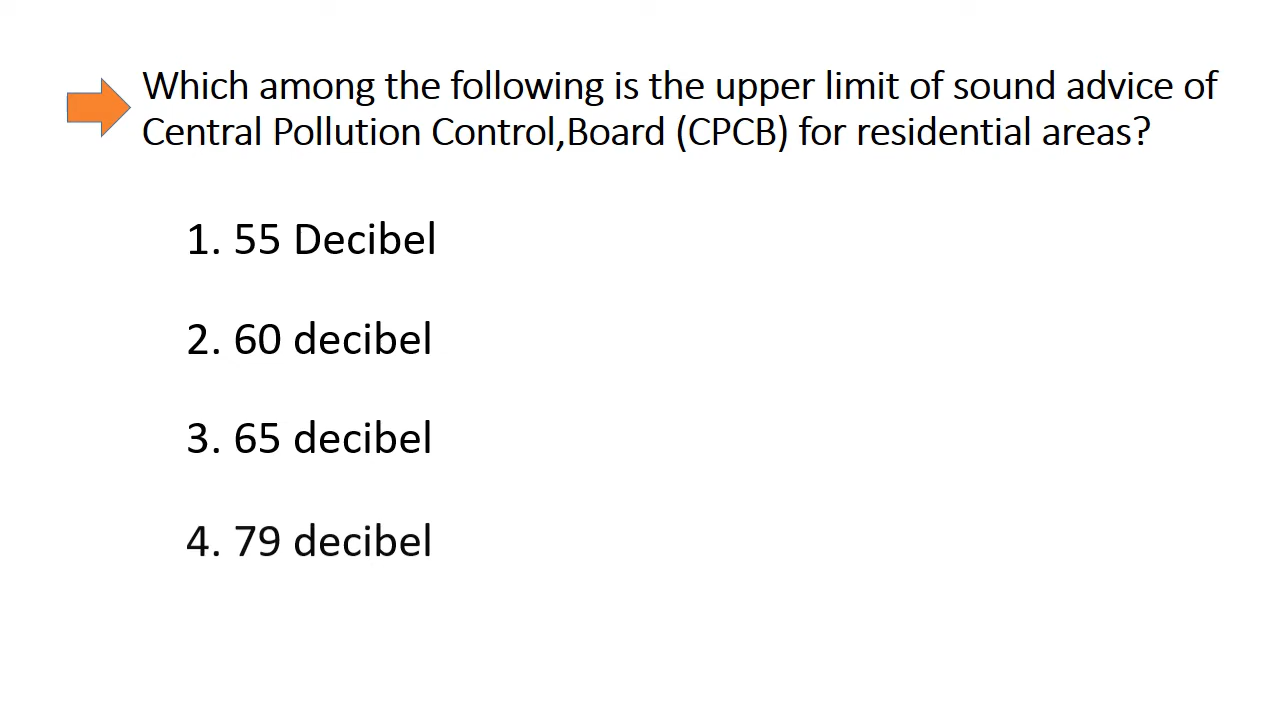 Which among the following is the upper limit of sound advice of
Central Pollution Control,Board (CPCB) for residential areas?
1. 55 Decibel
2. 60 decibel
3. 65 decibel
4. 79 decibel